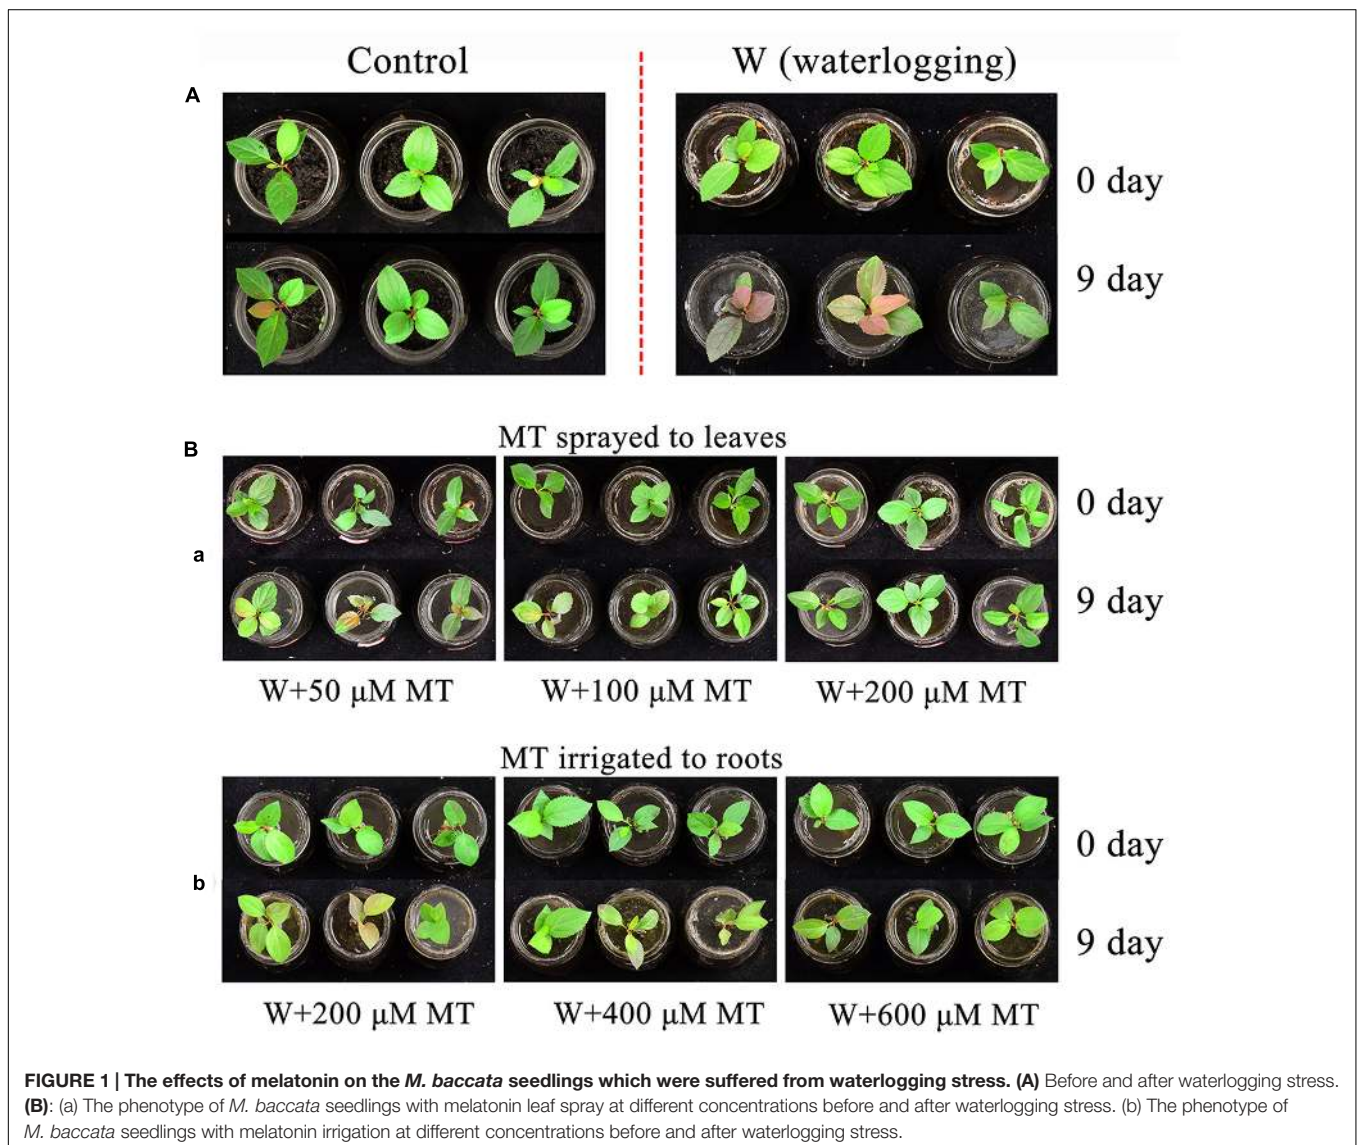 Control
W (waterlogging)
A
0 day
9 day
B
MT sprayed to leaves
0 day
a
9 day
W+50 μM MT
W+100 μM MT
W+200 μM MT
MT irrigated to roots
0 day
b
9 day
W+200 μM MT
W+400 μM MT
W+600 μM MT
FIGURE 1 | The effects of melatonin on the M. baccata seedlings which were suffered from waterlogging stress. (A) Before and after waterlogging stress.
(B): (a) The phenotype of M. baccata seedlings with melatonin leaf spray at different concentrations before and after waterlogging stress. (b) The phenotype of
M. baccata seedlings with melatonin irrigation at different concentrations before and after waterlogging stress.